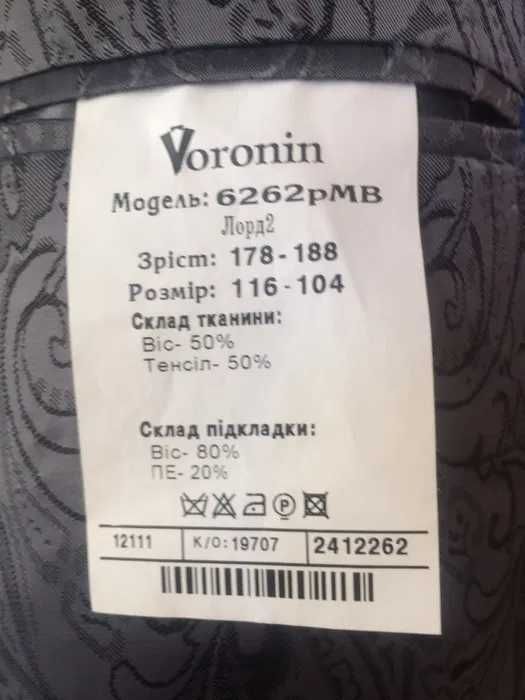 Voronin
Модель: 6262рМВ
Лорд2
Зріст: 178-188
Розмір: 116-104
Склад тканини:
Віс- 50%
Тенсіл- 50%
Склад підкладки:
Віс- 80%
ПЕ- 20%
P
12111 К/О: 19707 2412262